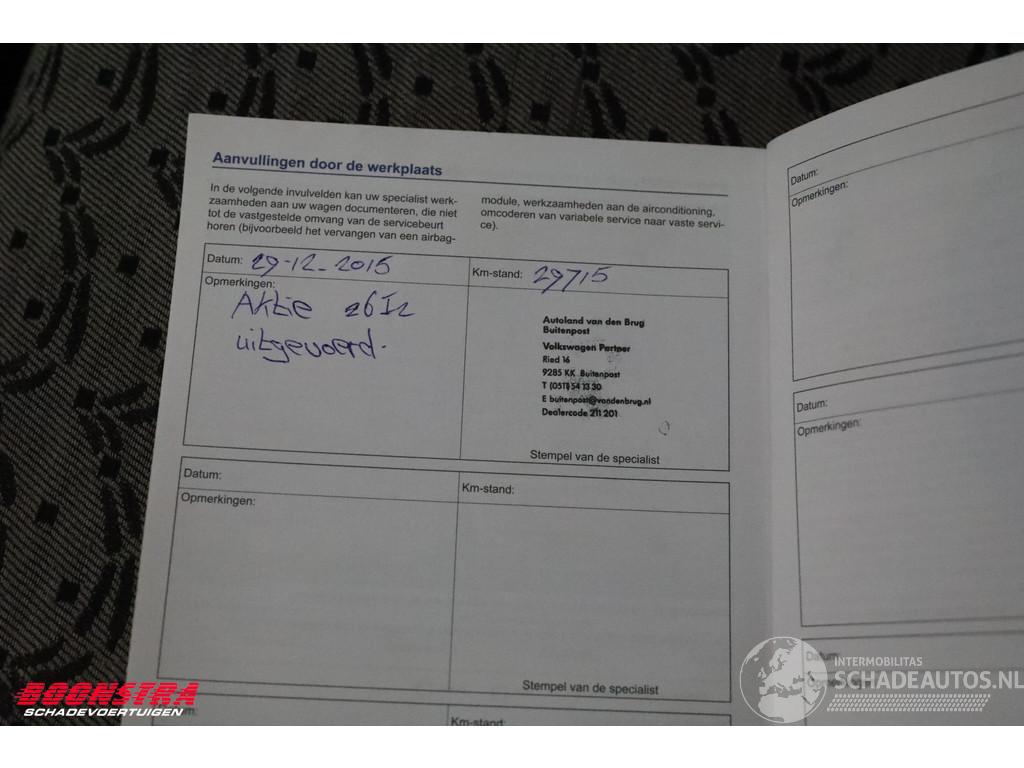 Aanvullingen door de werkplaats
In de volgende invulvelden kan uw specialist werk-
zaamheden aan uw wagen documenteren, die niet
tot de vastgestelde omvang van de servicebeurt
horen (bijvoorbeeld het vervangen van een airbag-
module, werkzaamheden aan de airconditioning,
omcoderen van variabele service naar vaste servi-
ce).
Datum: 29-12-2015
Km-stand: 29715
Opmerkingen:
Aktie 26I2
uitgevoerd.
Autoland van den Brug
Buitenpost
Volkswagen Partner
Ried 16
9285 KK Buitenpost
T (0511) 54 13 30
E buitenpost@vandenbrug.nl
Dealercode 211 201
Stempel van de specialist
Datum:
Km-stand:
Opmerkingen:
Stempel van de specialist
Km-stand:
Datum:
Opmerkingen:
Datum:
Opmerkingen:
Datum:
BOONSTRA
SCHADEVOERTUIGEN
INTERMOBILITAS
SCHADEAUTOS.NL